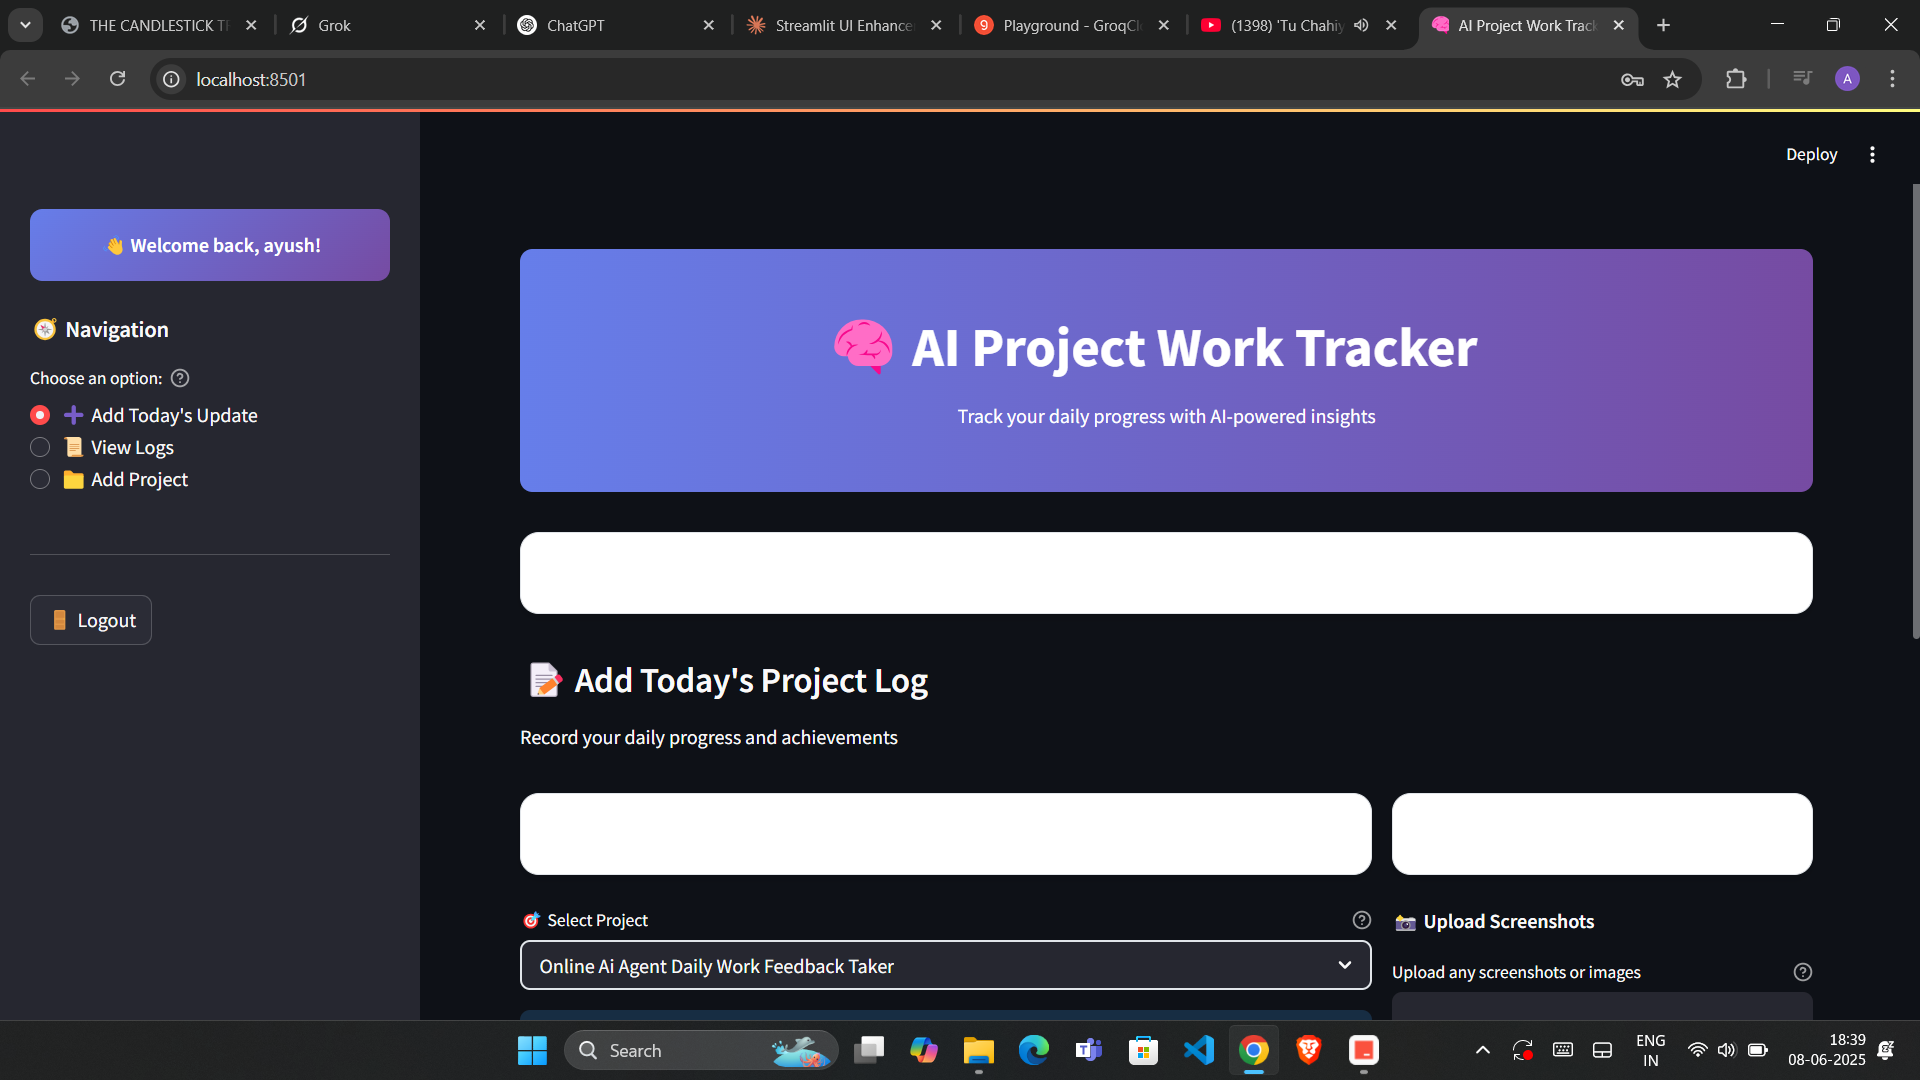 THE CANDLESTICK T
Grok
ChatGPT
Streamlit UI Enhance
Playground - GroqCl
(1398) 'Tu Chahiy
AI Project Work Track
localhost:8501
A
Deploy
👋 Welcome back, ayush!
🧭 Navigation
Choose an option:
➕ Add Today's Update
📜 View Logs
📁 Add Project
🚪 Logout
🧠 AI Project Work Tracker
Track your daily progress with AI-powered insights
📝 Add Today's Project Log
Record your daily progress and achievements
🎯 Select Project
Online Ai Agent Daily Work Feedback Taker
📸 Upload Screenshots
Upload any screenshots or images
Search
ENG
IN
18:39
08-06-2025